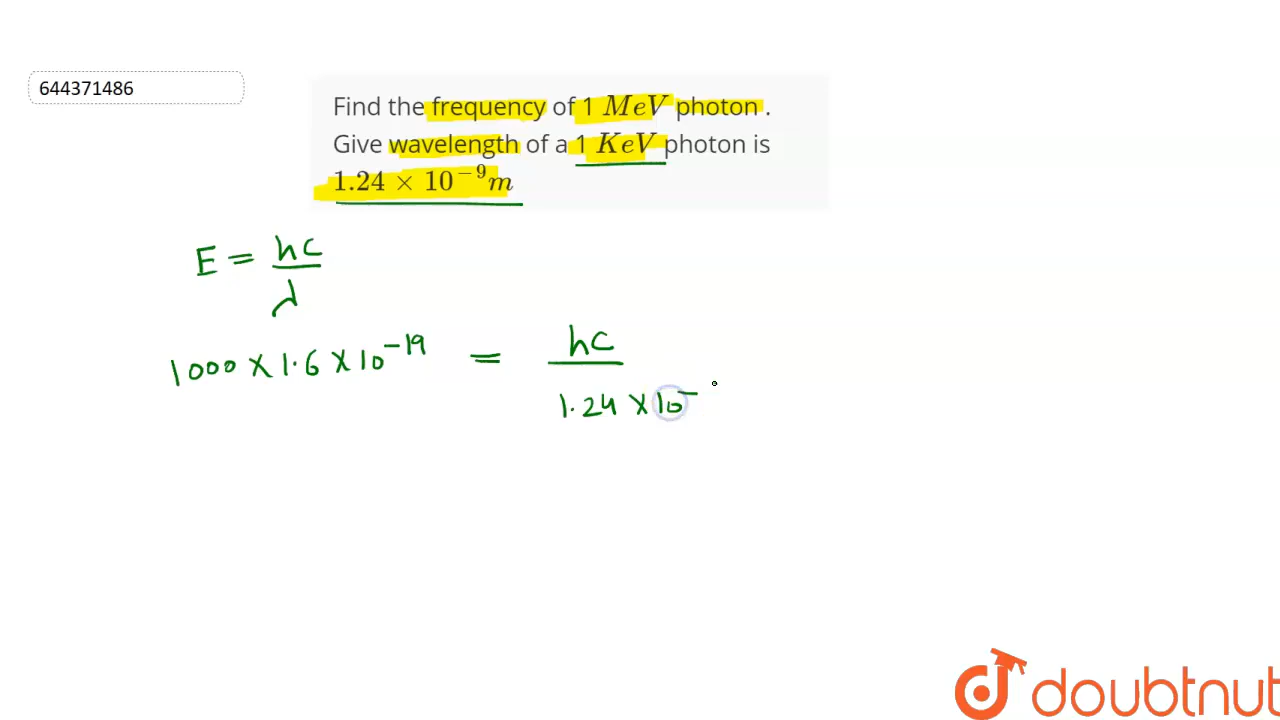 644371486
Find the frequency of 1 MeV photon .
Give wavelength of a 1 KeV photon is
1.24 × 10⁻⁹m
E = hc/λ
1000 × 1.6 × 10⁻¹⁹ = hc/1.24 × 10⁻
doubtnut